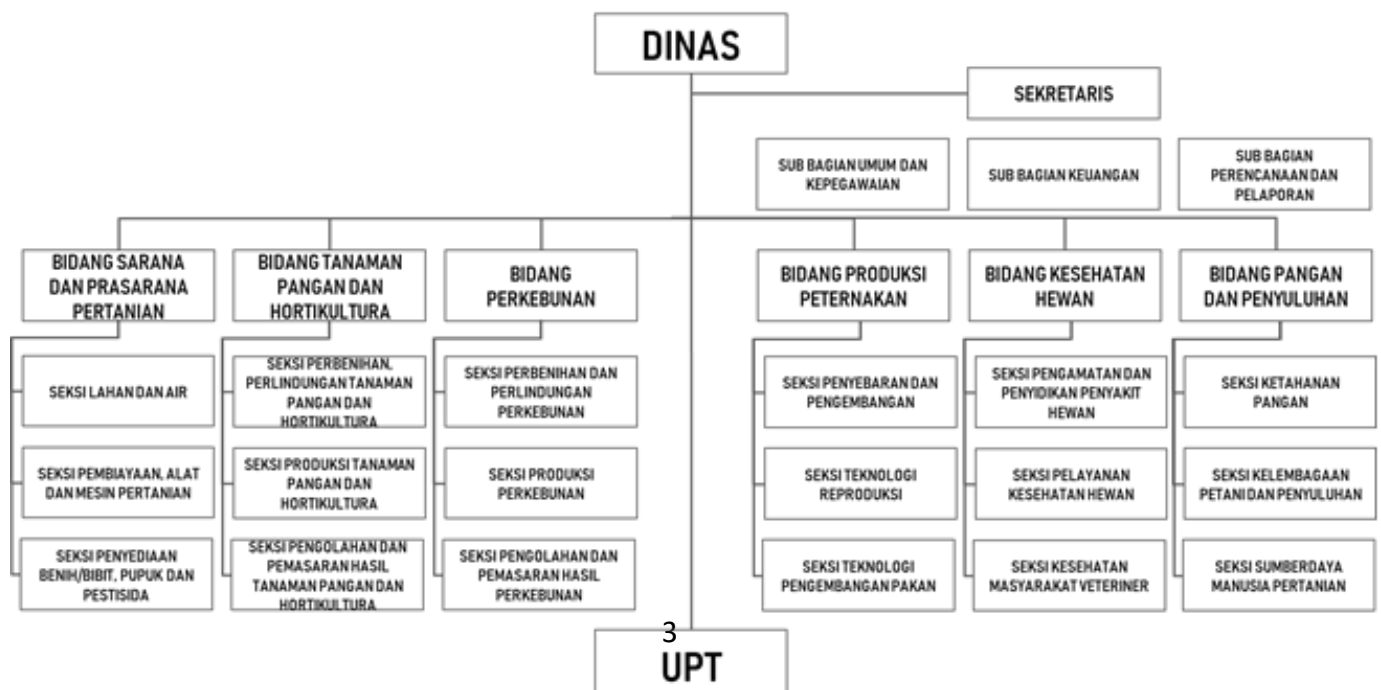 DINAS
SEKRETARIS
SUB BAGIAN UMUM DAN
KEPEGAWAIAN
SUB BAGIAN KEUANGAN
SUB BAGIAN
PERENCANAAN DAN
PELAPORAN
BIDANG SARANA
DAN PRASARANA
PERTANIAN
BIDANG TANAMAN
PANGAN DAN
HORTIKULTURA
BIDANG
PERKEBUNAN
BIDANG PRODUKSI
PETERNAKAN
BIDANG KESEHATAN
HEWAN
BIDANG PANGAN
DAN PENYULUHAN
SEKSI LAHAN DAN AIR
SEKSI PERBENIHAN,
PERLINDUNGAN TANAMAN
PANGAN DAN
HORTIKULTURA
SEKSI PERBENIHAN DAN
PERLINDUNGAN
PERKEBUNAN
SEKSI PENYEBARAN DAN
PENGEMBANGAN
SEKSI PENGAMATAN DAN
PENYIDIKAN PENYAKIT
HEWAN
SEKSI KETAHANAN
PANGAN
SEKSI PEMBIAYAAN, ALAT
DAN MESIN PERTANIAN
SEKSI PRODUKSI TANAMAN
PANGAN DAN
HORTIKULTURA
SEKSI PRODUKSI
PERKEBUNAN
SEKSI TEKNOLOGI
REPRODUKSI
SEKSI PELAYANAN
KESEHATAN HEWAN
SEKSI KELEMBAGAAN
PETANI DAN PENYULUHAN
SEKSI PENYEDIAAN
BENIH/BIBIT, PUPUK DAN
PESTISIDA
SEKSI PENGOLAHAN DAN
PEMASARAN HASIL
TANAMAN PANGAN DAN
HORTIKULTURA
SEKSI PENGOLAHAN DAN
PEMASARAN HASIL
PERKEBUNAN
SEKSI TEKNOLOGI
PENGEMBANGAN PAKAN
SEKSI KESEHATAN
MASYARAKAT VETERINER
SEKSI SUMBERDAYA
MANUSIA PERTANIAN
3
UPT